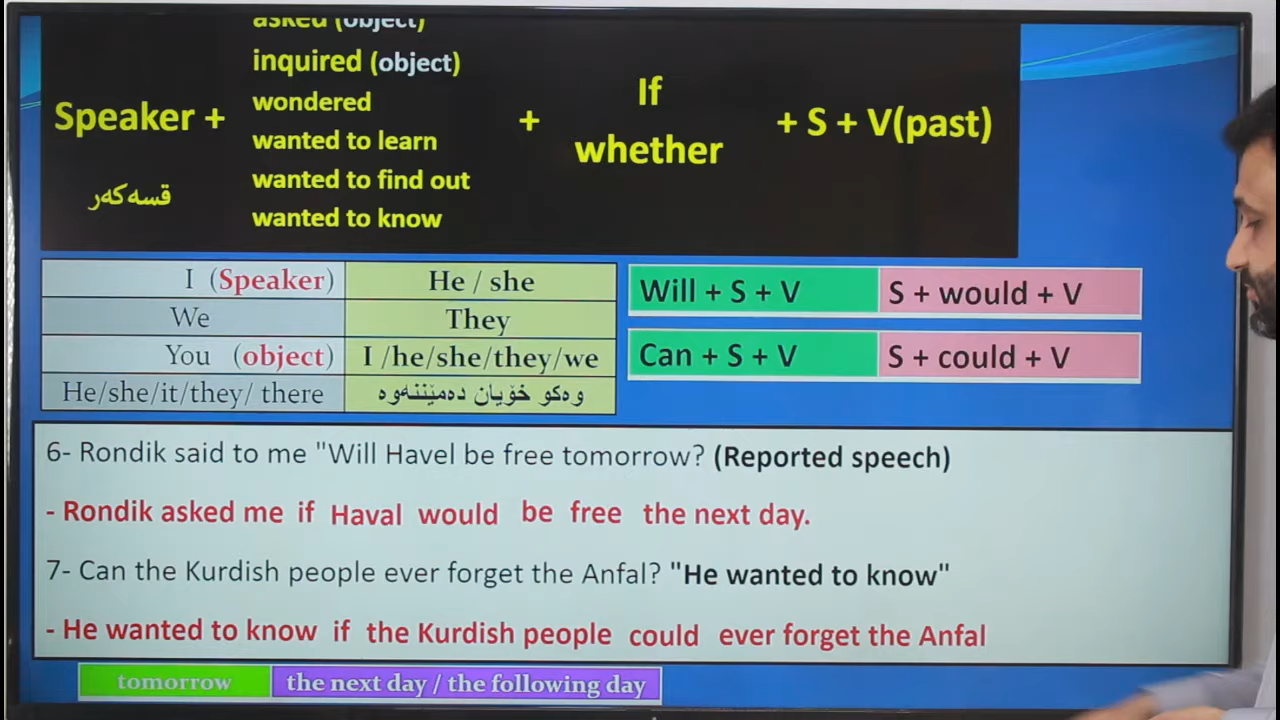 asked (object)
inquired (object)
wondered
wanted to learn
wanted to find out
wanted to know
Speaker +
قسەکەر
+
If
whether
+ S + V(past)
I (Speaker) He / she
We They
You (object) I /he/she/they/we
He/she/it/they/ there وەکو خۆیان دەمێننەوە
Will + S + V S + would + V
Can + S + V S + could + V
6- Rondik said to me "Will Havel be free tomorrow? (Reported speech)
- Rondik asked me if Haval would be free the next day.
7- Can the Kurdish people ever forget the Anfal? "He wanted to know"
- He wanted to know if the Kurdish people could ever forget the Anfal
tomorrow the next day / the following day